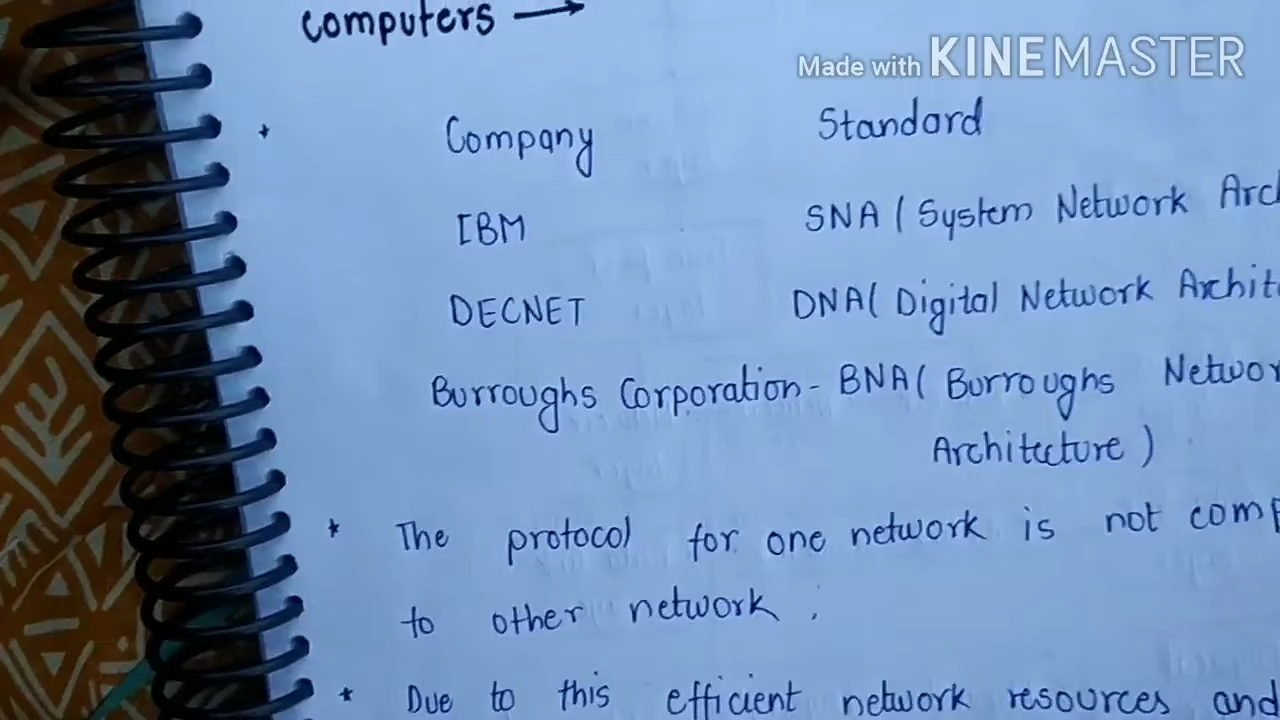 computers →
Made with KINEMASTER
* Company Standard
IBM SNA ( System Network Arc
DECNET DNA ( Digital Network Archit
Burroughs Corporation - BNA ( Burroughs Networ
Architecture )
* The protocol for one network is not comp
to other network .
* Due to this efficient network resources and